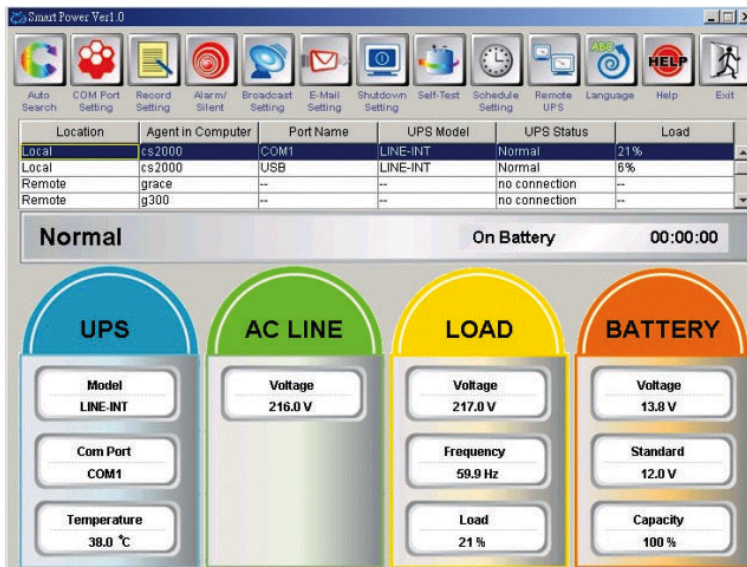 Smart Power Ver1.0
ABC
HELP
Auto Search
COM Port Setting
Record Setting
Alarm/ Silent
Broadcast Setting
E-Mail Setting
Shutdown Setting
Self-Test
Schedule Setting
Remote UPS
Language
Help
Exit
Location Agent in Computer Port Name UPS Model UPS Status Load
Local cs2000 COM1 LINE-INT Normal 21%
Local cs2000 USB LINE-INT Normal 6%
Remote grace -- -- no connection --
Remote g300 -- -- no connection --
Normal On Battery 00:00:00
UPS
Model
LINE-INT
Com Port
COM1
Temperature
38.0 °C
AC LINE
Voltage
216.0 V
LOAD
Voltage
217.0 V
Frequency
59.9 Hz
Load
21 %
BATTERY
Voltage
13.8 V
Standard
12.0 V
Capacity
100 %